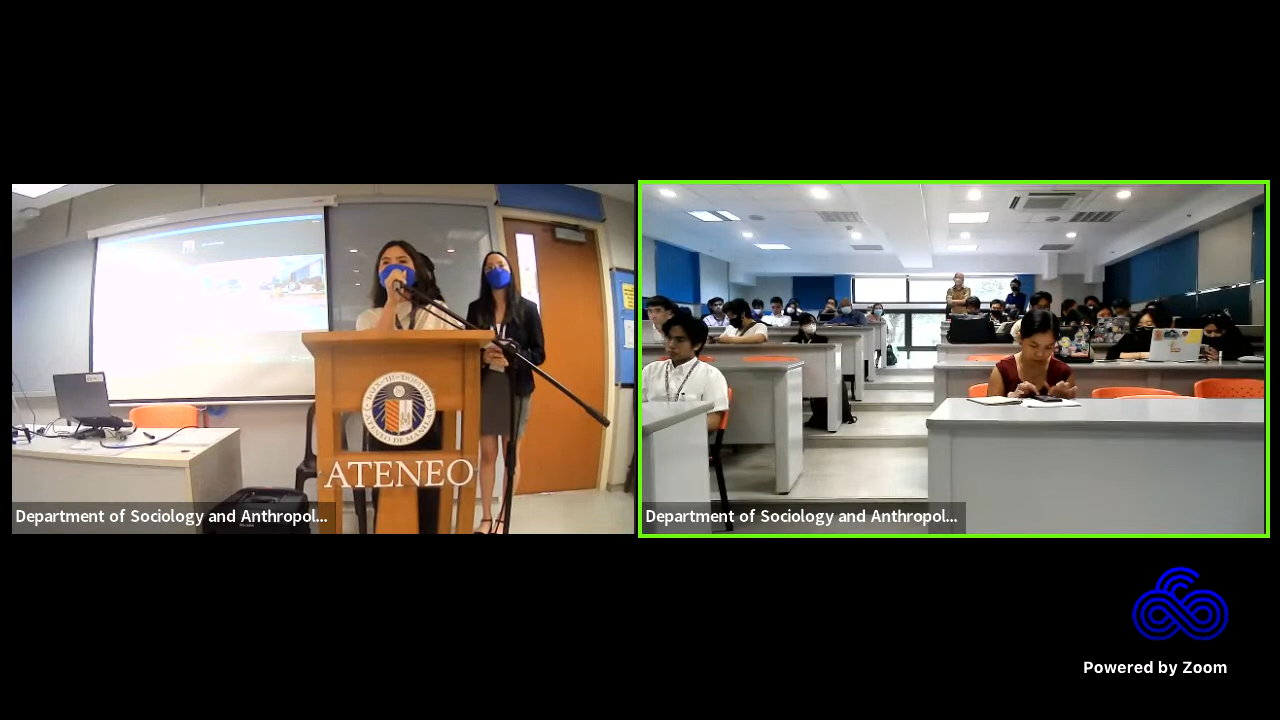 ATENEO
Department of Sociology and Anthropol...
Department of Sociology and Anthropol...
Powered by Zoom